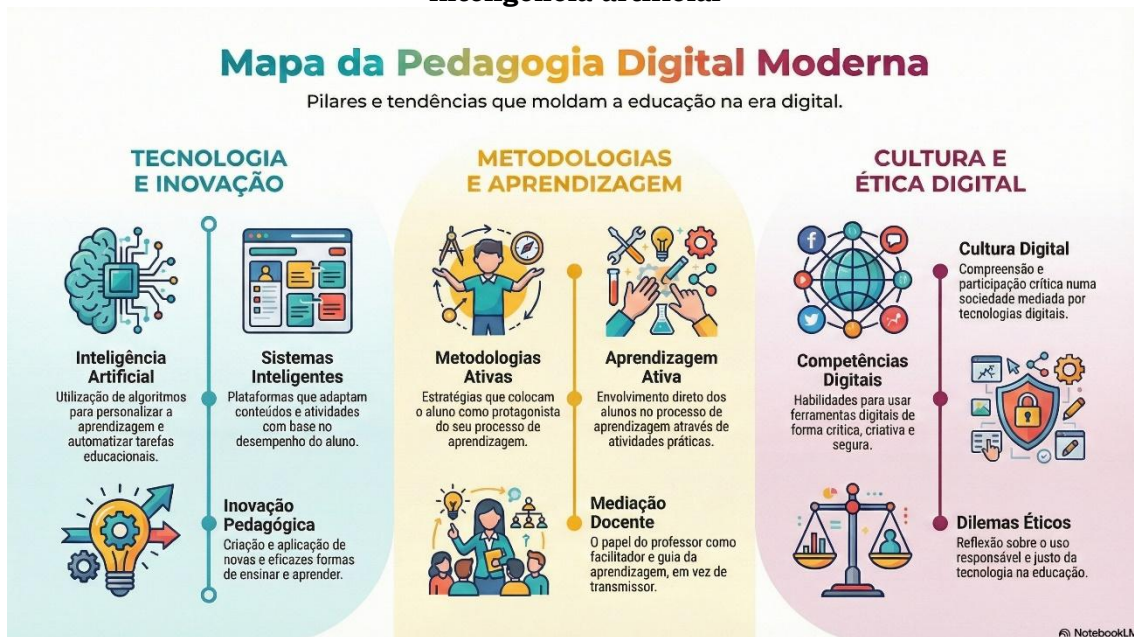 Mapa da Pedagogia Digital Moderna
Pilares e tendências que moldam a educação na era digital.
TECNOLOGIA
E INOVAÇÃO
Inteligência
Artificial
Utilização de algoritmos
para personalizar a
aprendizagem e
automatizar tarefas
educacionais.
Sistemas
Inteligentes
Plataformas que adaptam
conteúdos e atividades
com base no
desempenho do aluno.
Inovação
Pedagógica
Criação e aplicação de
novas e eficazes formas
de ensinar e aprender.
METODOLOGIAS
E APRENDIZAGEM
Metodologias
Ativas
Estratégias que colocam
o aluno como protagonista
do seu processo de
aprendizagem.
Aprendizagem
Ativa
Envolvimento direto dos
alunos no processo de
aprendizagem através de
atividades práticas.
Mediação
Docente
O papel do professor como
facilitador e guia da
aprendizagem, em vez de
transmissor.
CULTURA E
ÉTICA DIGITAL
Cultura Digital
Compreensão e
participação crítica numa
sociedade mediada por
tecnologias digitais.
Competências
Digitais
Habilidades para usar
ferramentas digitais de
forma crítica, criativa e
segura.
Dilemas Éticos
Reflexão sobre o uso
responsável e justo da
tecnologia na educação.